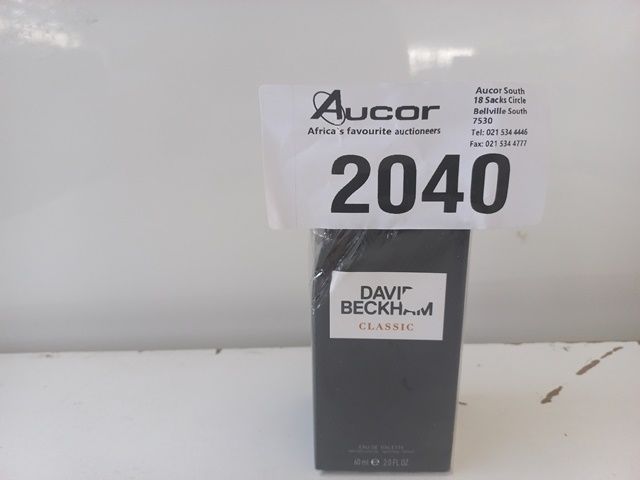 Aucor
Africa's favourite auctioneers
Aucor South
18 Sacks Circle
Bellville South
7530
Tel: 021 534 4446
Fax: 021 534 4777
2040
DAVID
BECKHAM
CLASSIC
EAU DE TOILETTE
60 ml ℮ 2.0 FL OZ